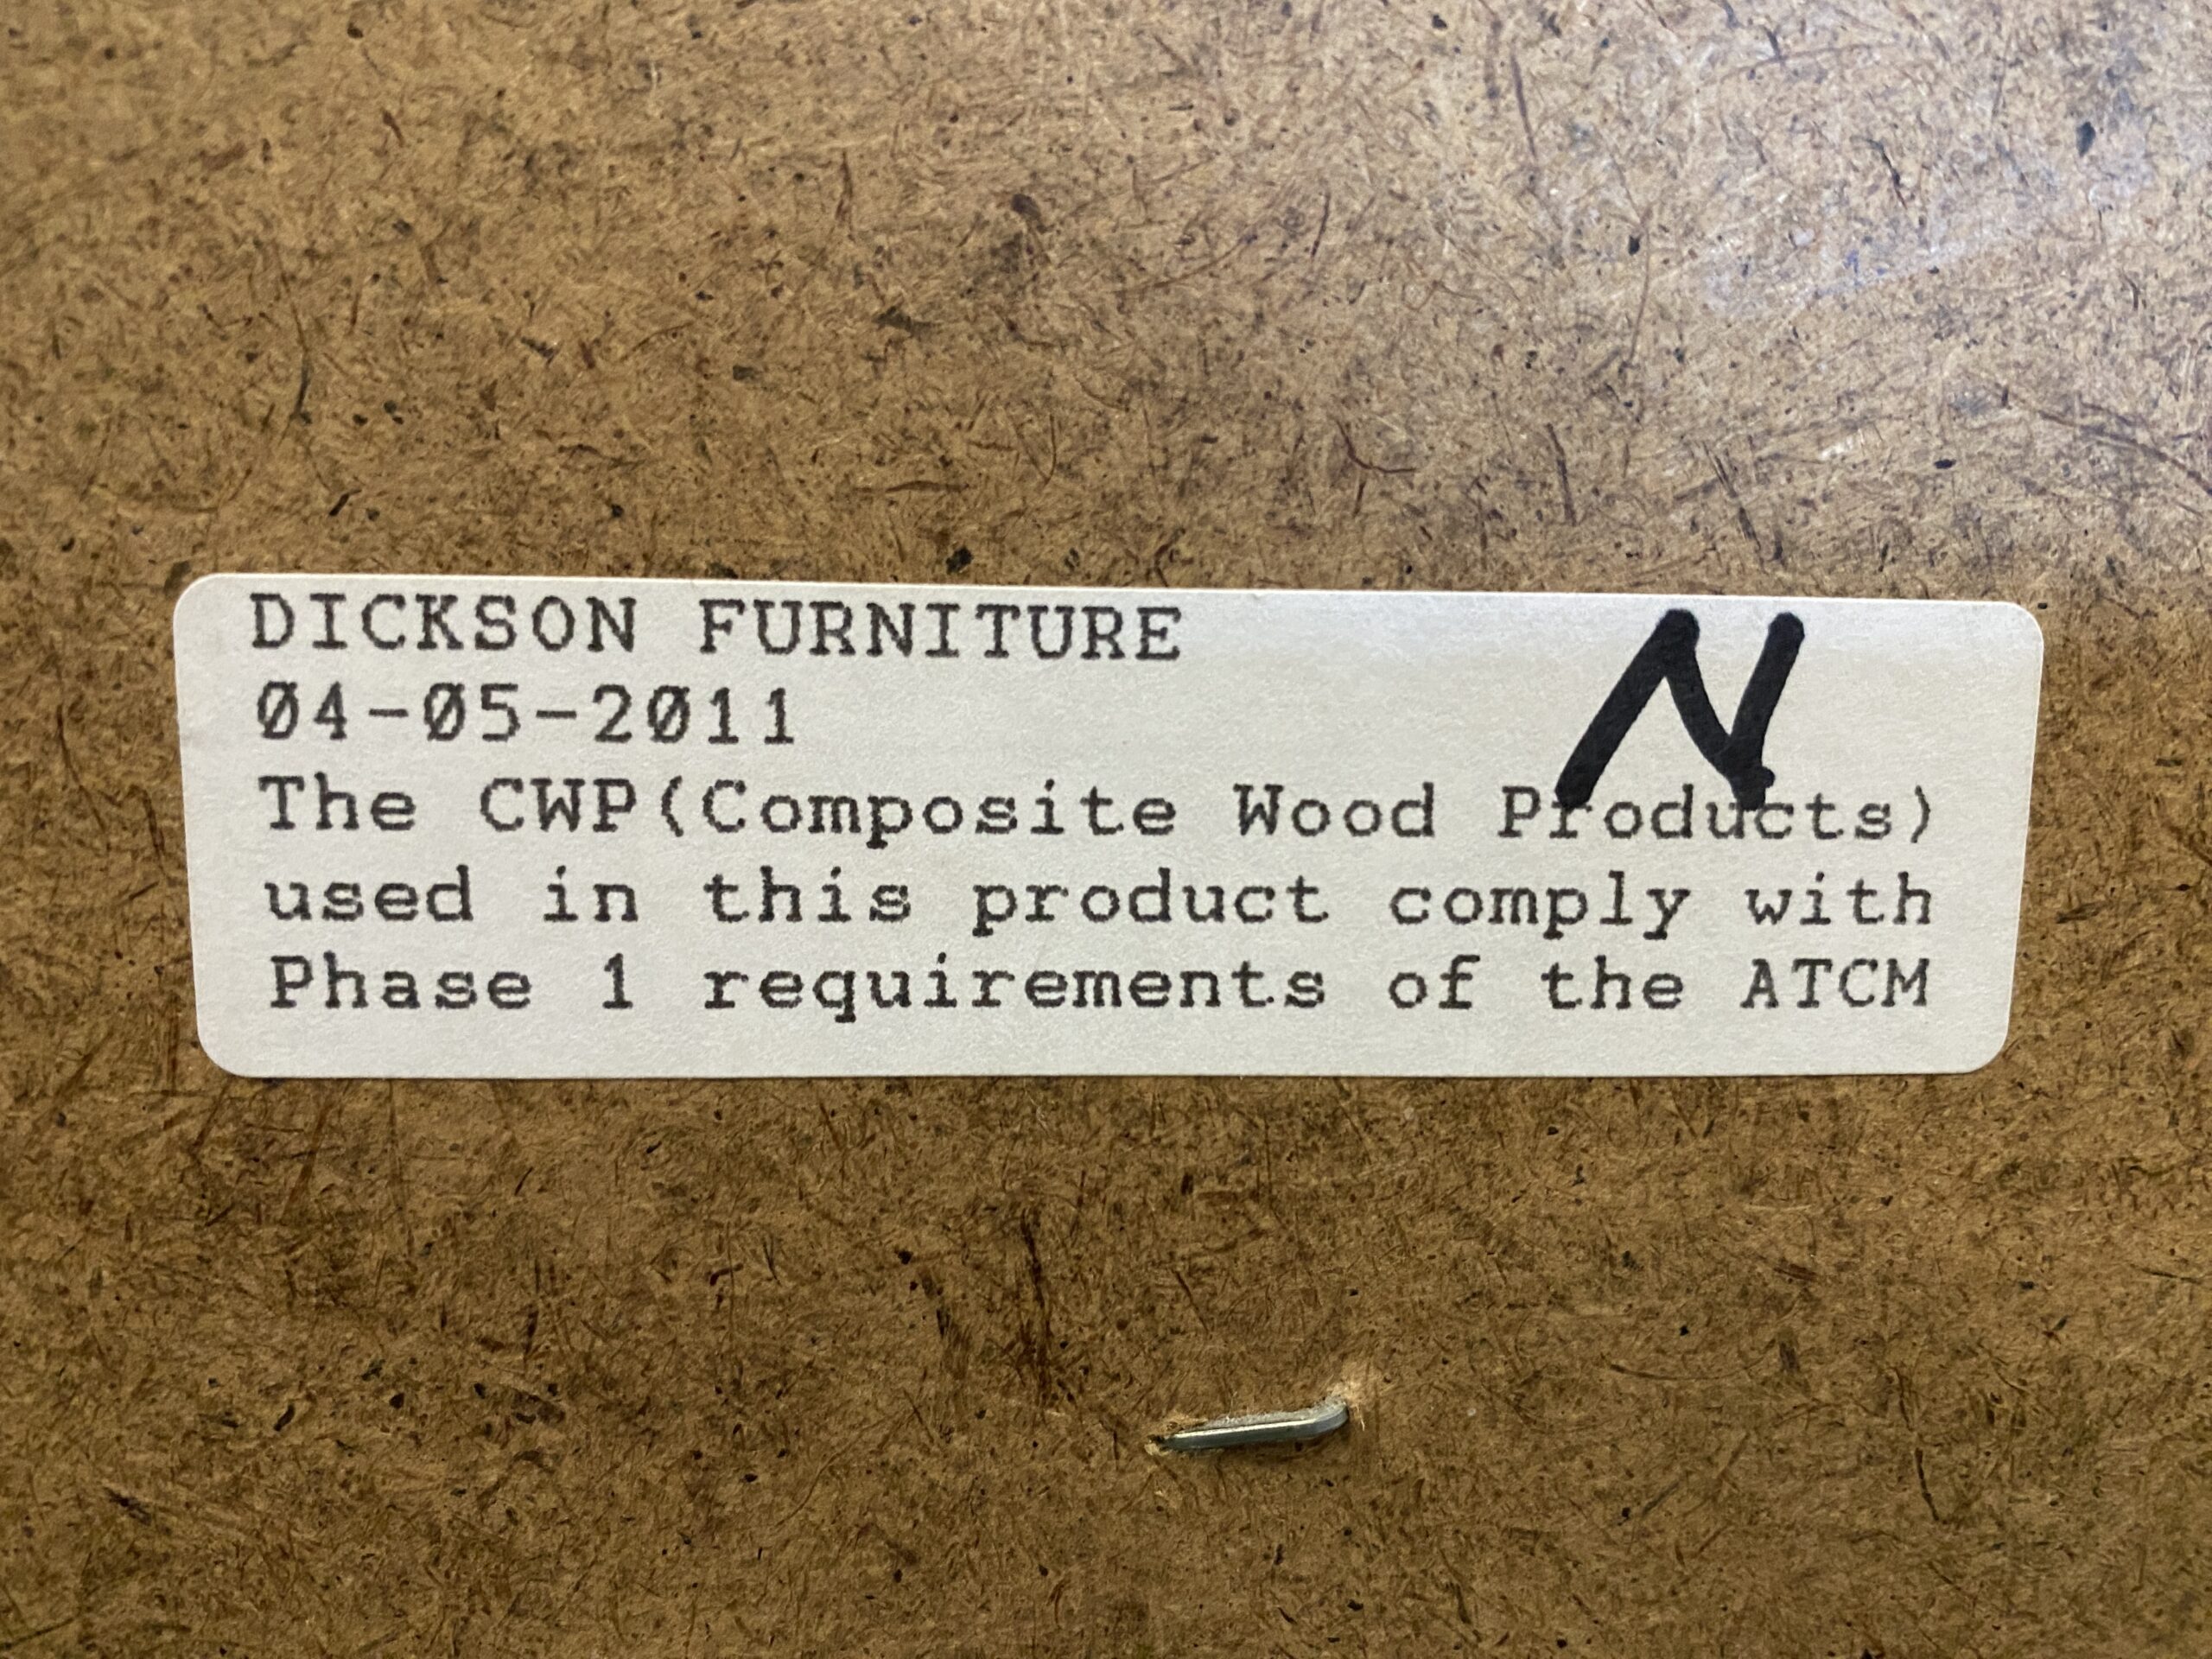 DICKSON FURNITURE
04-05-2011
N
The CWP(Composite Wood Products)
used in this product comply with
Phase 1 requirements of the ATCM